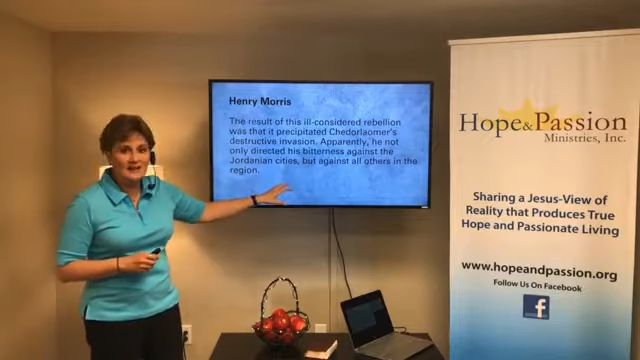 Henry Morris
The result of this ill-considered rebellion
was that it precipitated Chedorlaomer's
destructive invasion. Apparently, he not
only directed his bitterness against the
Jordanian cities, but against all others in the
region.
Hope&Passion
Ministries, Inc.
Sharing a Jesus-View of
Reality that Produces True
Hope and Passionate Living
www.hopeandpassion.org
Follow Us On Facebook
f